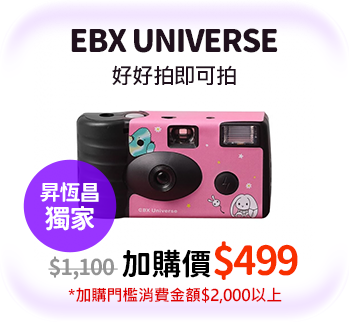 EBX UNIVERSE
好好拍即可拍
EBX Universe
昇恆昌
獨家
$1,100 加購價$499
*加購門檻消費金額$2,000以上